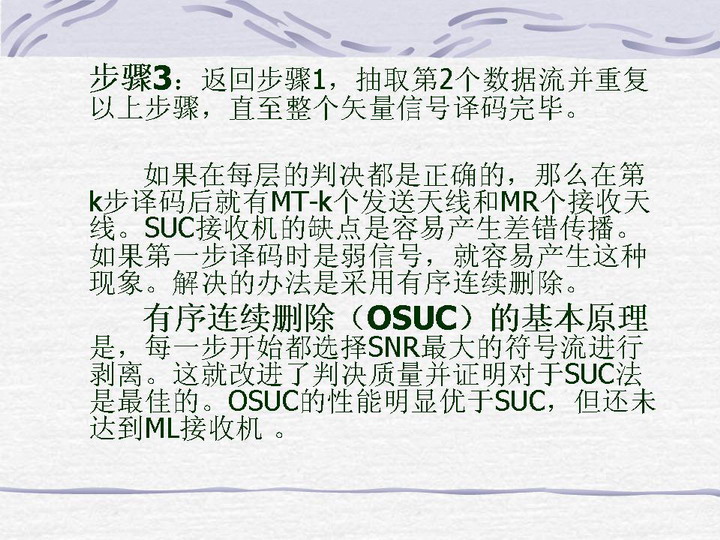 步骤3：返回步骤1，抽取第2个数据流并重复
以上步骤，直至整个矢量信号译码完毕。
如果在每层的判决都是正确的，那么在第
k步译码后就有MT-k个发送天线和MR个接收天
线。SUC接收机的缺点是容易产生差错传播。
如果第一步译码时是弱信号，就容易产生这种
现象。解决的办法是采用有序连续删除。
有序连续删除（OSUC）的基本原理
是，每一步开始都选择SNR最大的符号流进行
剥离。这就改进了判决质量并证明对于SUC法
是最佳的。OSUC的性能明显优于SUC，但还未
达到ML接收机 。